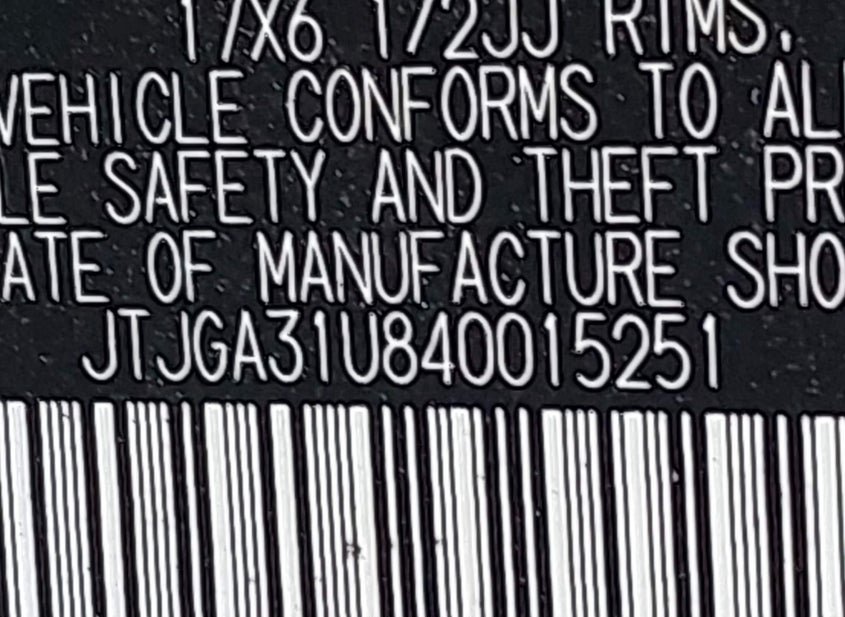 17X6 1/2JJ RIMS.
VEHICLE CONFORMS TO AL
LE SAFETY AND THEFT PR
ATE OF MANUFACTURE SHO
JTJGA31U840015251